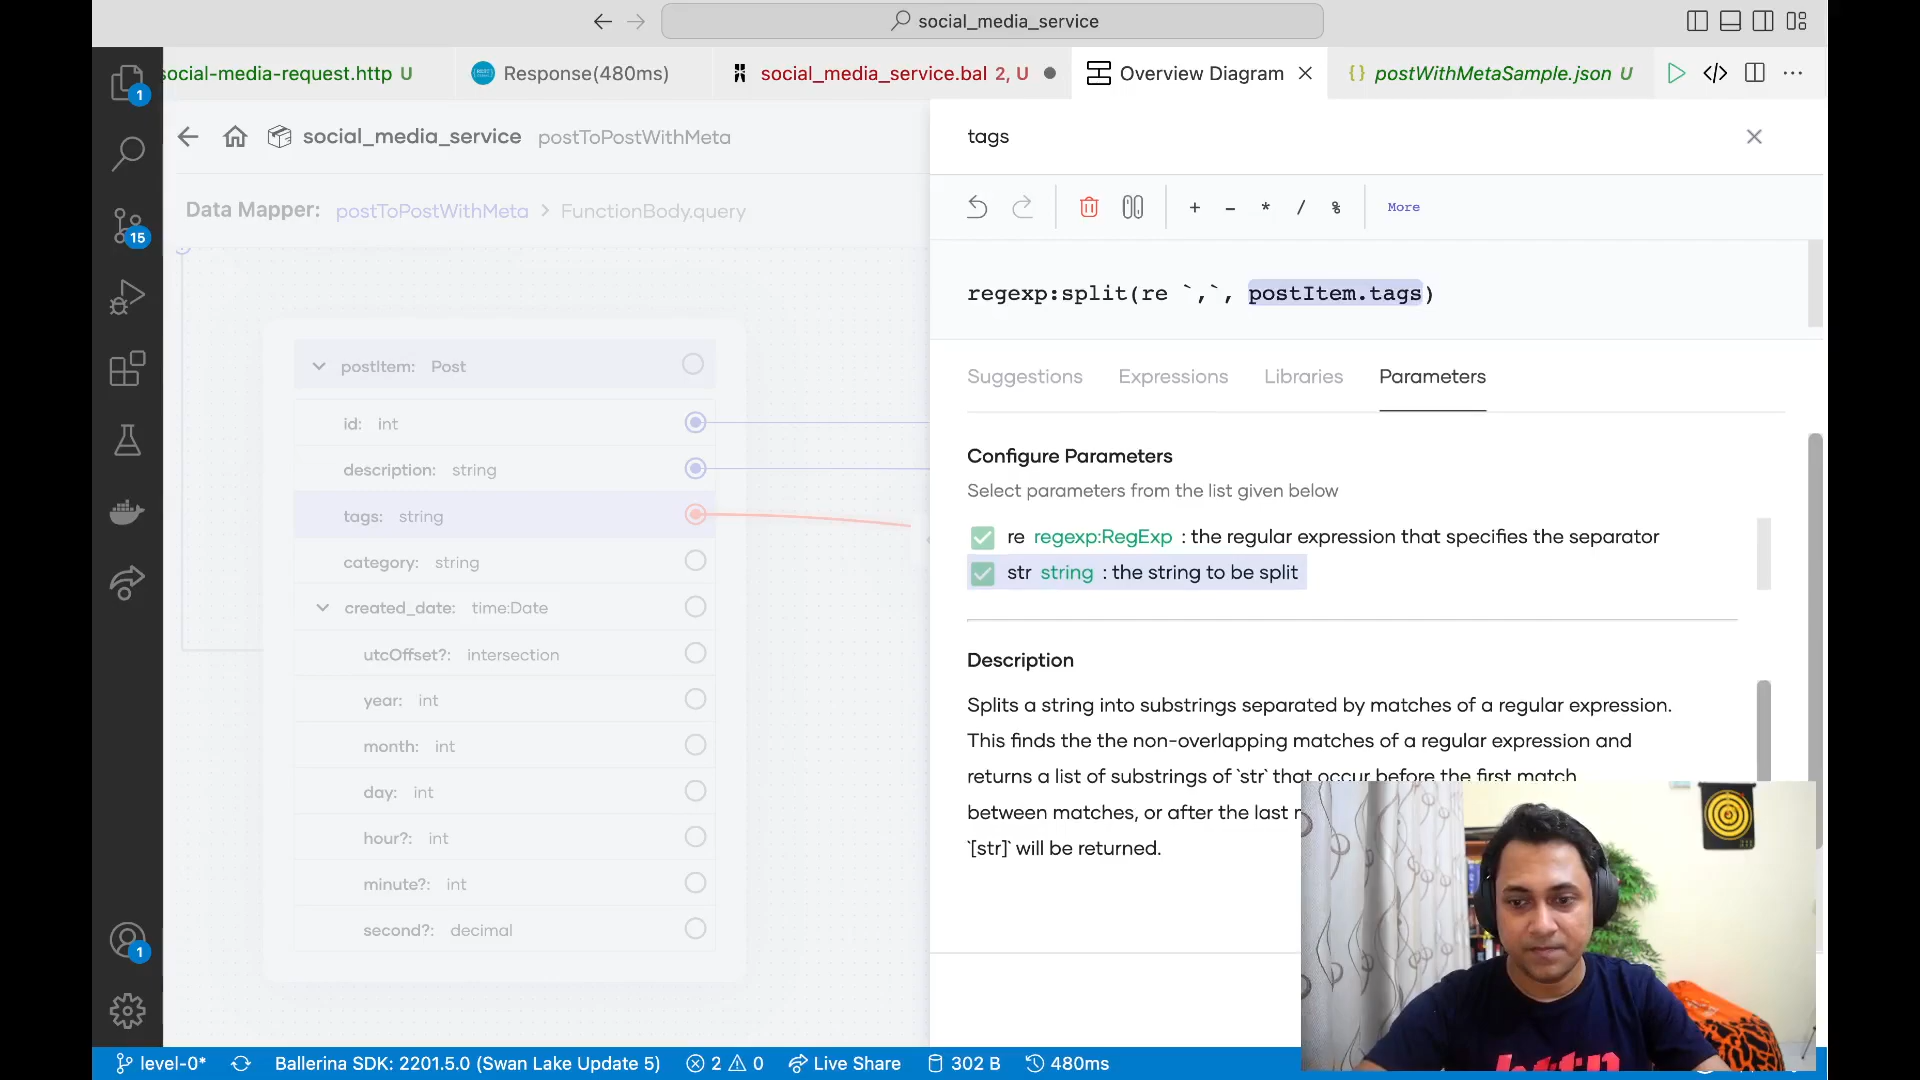 social_media_service
social-media-request.http U
Response(480ms)
social_media_service.bal 2, U
Overview Diagram
postWithMetaSample.json U
1
15
1
social_media_service postToPostWithMeta
Data Mapper: postToPostWithMeta > FunctionBody.query
postItem: Post
id: int
description: string
tags: string
category: string
created_date: time:Date
utcOffset?: intersection
year: int
month: int
day: int
hour?: int
minute?: int
second?: decimal
tags
+ - * / % More
regexp:split(re `,`, postItem.tags)
Suggestions Expressions Libraries Parameters
Configure Parameters
Select parameters from the list given below
re regexp:RegExp : the regular expression that specifies the separator
str string : the string to be split
Description
Splits a string into substrings separated by matches of a regular expression.
This finds the the non-overlapping matches of a regular expression and
returns a list of substrings of `str` that occur before the first match
between matches, or after the last
`[str]` will be returned.
level-0* Ballerina SDK: 2201.5.0 (Swan Lake Update 5) 2 0 Live Share 302 B 480ms